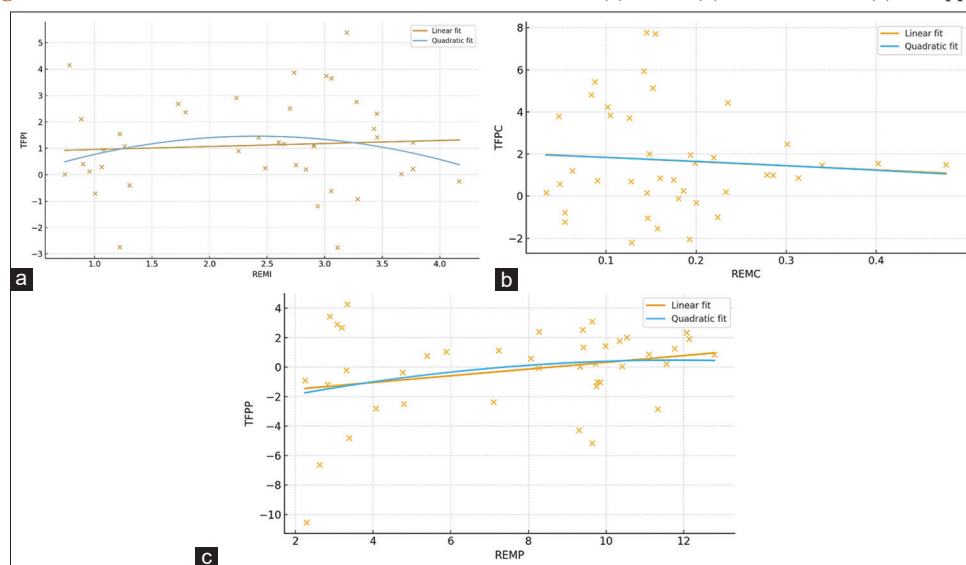 Linear fit
Quadratic fit
5
4
3
2
1
0
−1
−2
−3
TFPI
1.0 1.5 2.0 2.5 3.0 3.5 4.0
REMI
a
Linear fit
Quadratic fit
8
6
4
2
0
−2
TFPC
0.1 0.2 0.3 0.4
REMC
b
Linear fit
Quadratic fit
4
2
0
−2
−4
−6
−8
−10
TFPP
2 4 6 8 10 12
REMP
c